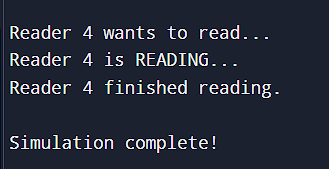 Reader 4 wants to read...
Reader 4 is READING...
Reader 4 finished reading.
Simulation complete!